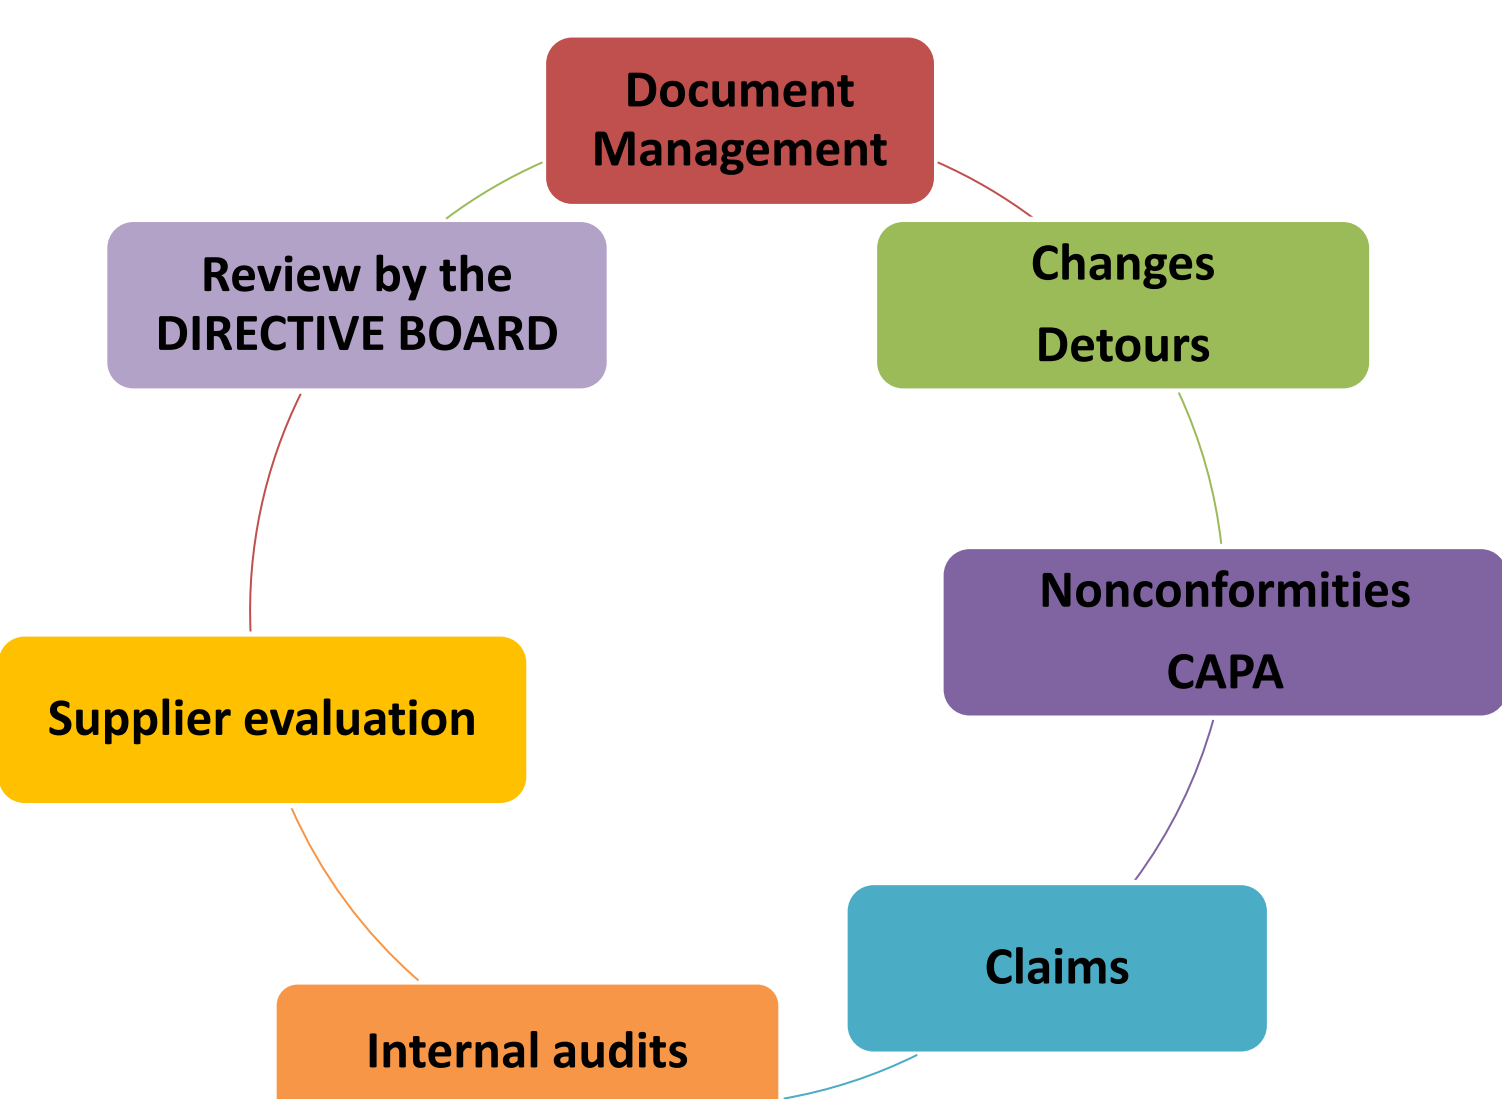 Document
Management
Changes
Detours
Nonconformities
CAPA
Claims
Internal audits
Supplier evaluation
Review by the
DIRECTIVE BOARD